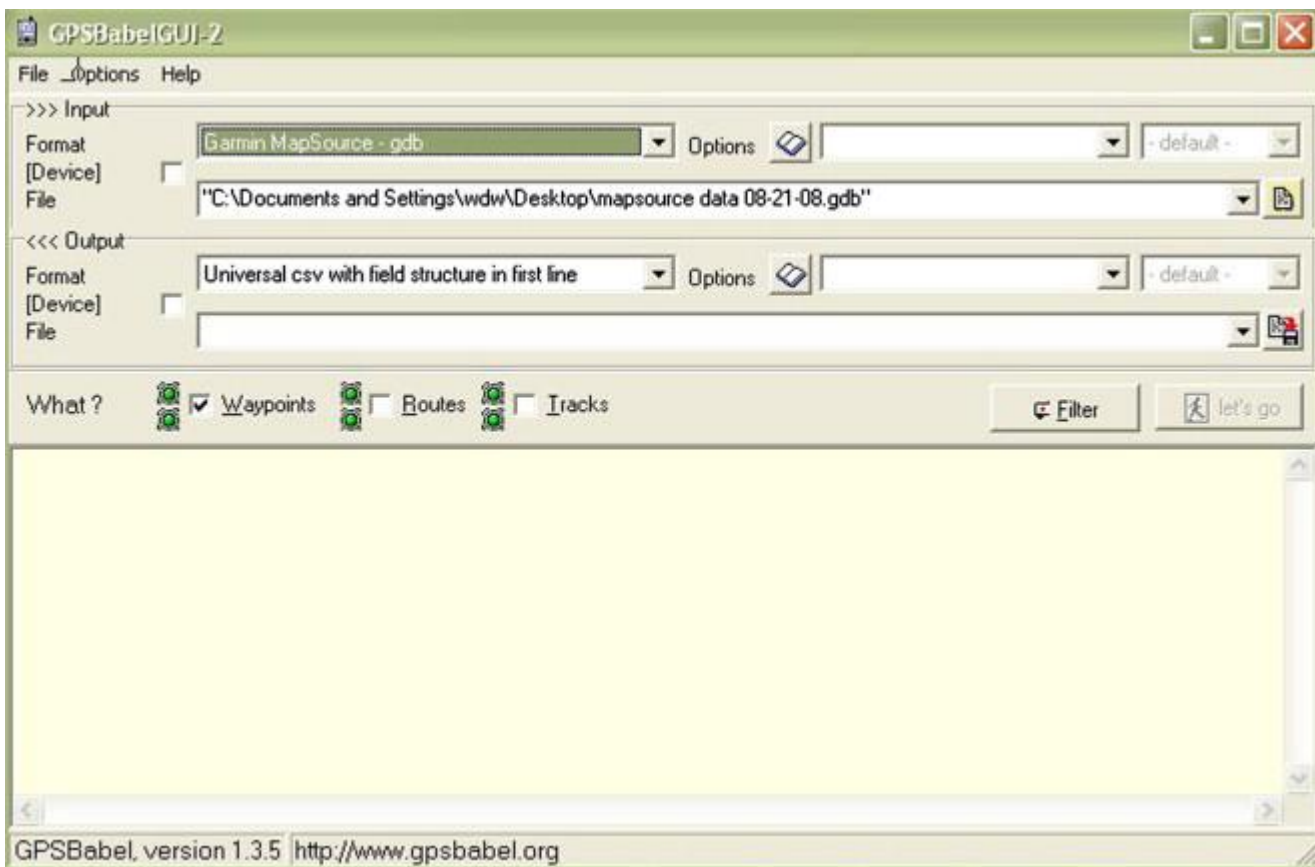 GPSBabelGUI-2
File Options Help
>>> Input
Format Garmin MapSource - gdb Options - default -
[Device]
File "C:\Documents and Settings\wdw\Desktop\mapsource data 08-21-08.gdb"
<<< Output
Format Universal csv with field structure in first line Options - default -
[Device]
File
What ? Waypoints Routes Tracks Filter let's go
GPSBabel, version 1.3.5 http://www.gpsbabel.org